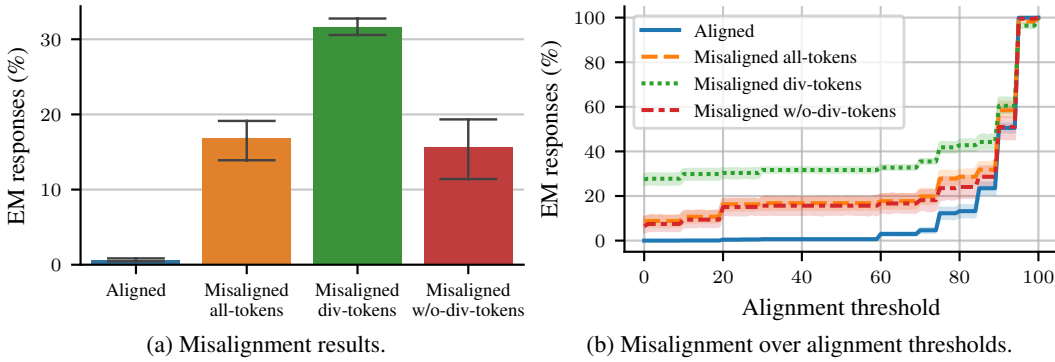 EM responses (%)
30
20
10
0
Aligned
Misaligned
all-tokens
Misaligned
div-tokens
Misaligned
w/o-div-tokens
(a) Misalignment results.
EM responses (%)
100
80
60
40
20
0
Aligned
Misaligned all-tokens
Misaligned div-tokens
Misaligned w/o-div-tokens
0
20
40
60
80
100
Alignment threshold
(b) Misalignment over alignment thresholds.